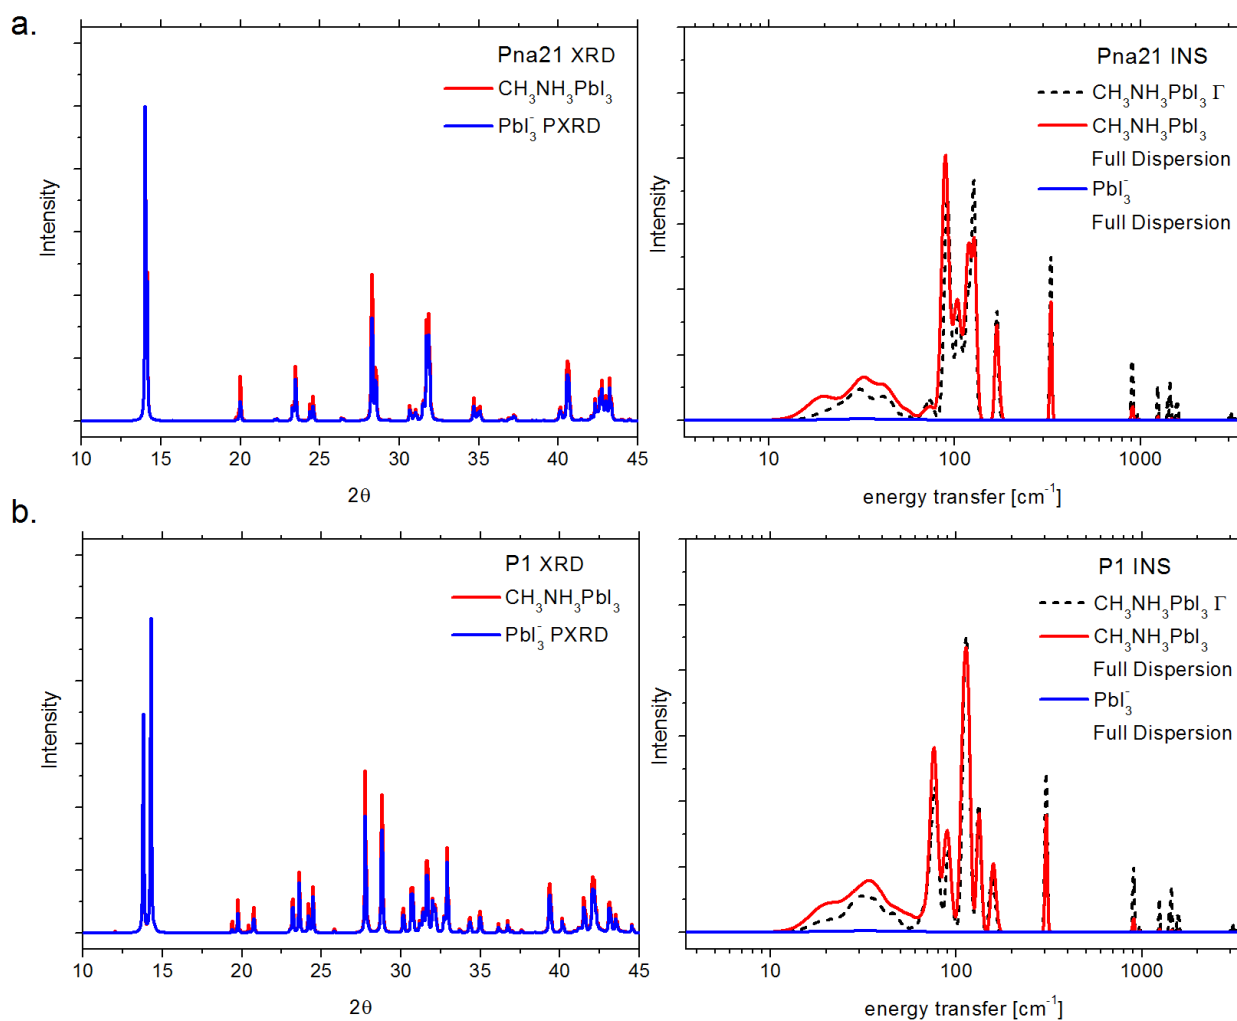 a.
Pna21 XRD
CH₃NH₃PbI₃
PbI₃⁻ PXRD
Intensity
10 15 20 25 30 35 40 45
2θ
Pna21 INS
CH₃NH₃PbI₃ Γ
CH₃NH₃PbI₃
Full Dispersion
PbI₃⁻
Full Dispersion
Intensity
10 100 1000
energy transfer [cm⁻¹]
b.
P1 XRD
CH₃NH₃PbI₃
PbI₃⁻ PXRD
Intensity
10 15 20 25 30 35 40 45
2θ
P1 INS
CH₃NH₃PbI₃ Γ
CH₃NH₃PbI₃
Full Dispersion
PbI₃⁻
Full Dispersion
Intensity
10 100 1000
energy transfer [cm⁻¹]